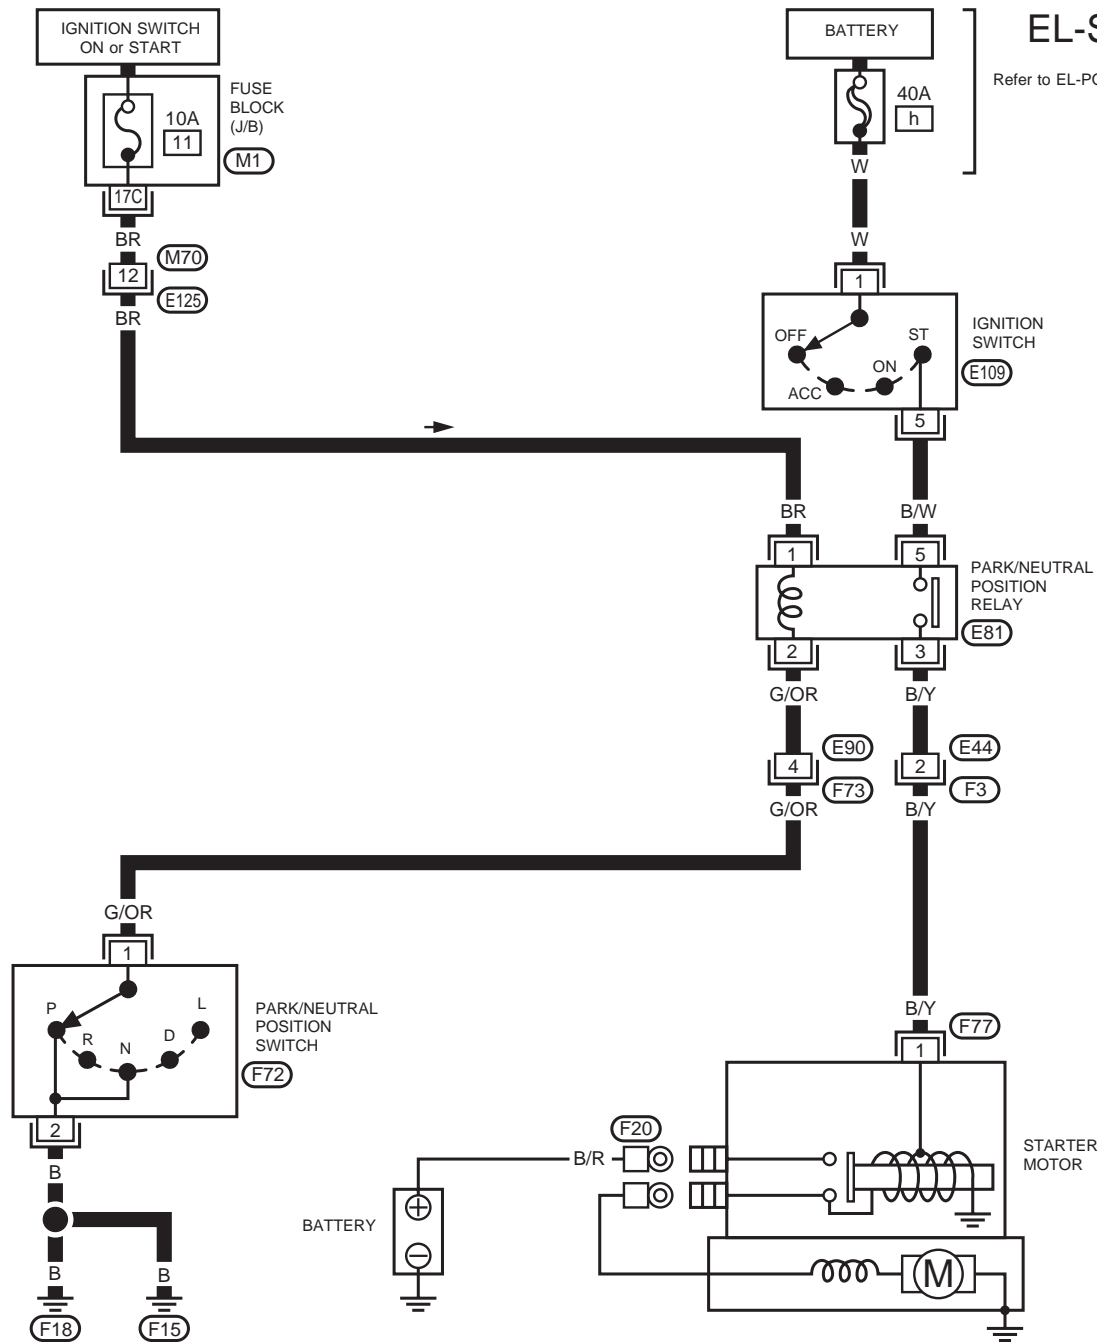 IGNITION SWITCH
ON or START
BATTERY
EL-S
Refer to EL-PO
FUSE
BLOCK
(J/B)
10A
11
M1
40A
h
17C
W
BR
M70
12
E125
BR
W
1
OFF
ST
ACC
ON
IGNITION
SWITCH
E109
5
BR
B/W
1
5
PARK/NEUTRAL
POSITION
RELAY
E81
2
3
G/OR
B/Y
E90
E44
4
2
F73
F3
G/OR
B/Y
G/OR
1
P
R
N
D
L
PARK/NEUTRAL
POSITION
SWITCH
F72
2
B
B
B
F18
F15
B/Y
F77
1
F20
B/R
STARTER
MOTOR
BATTERY
M